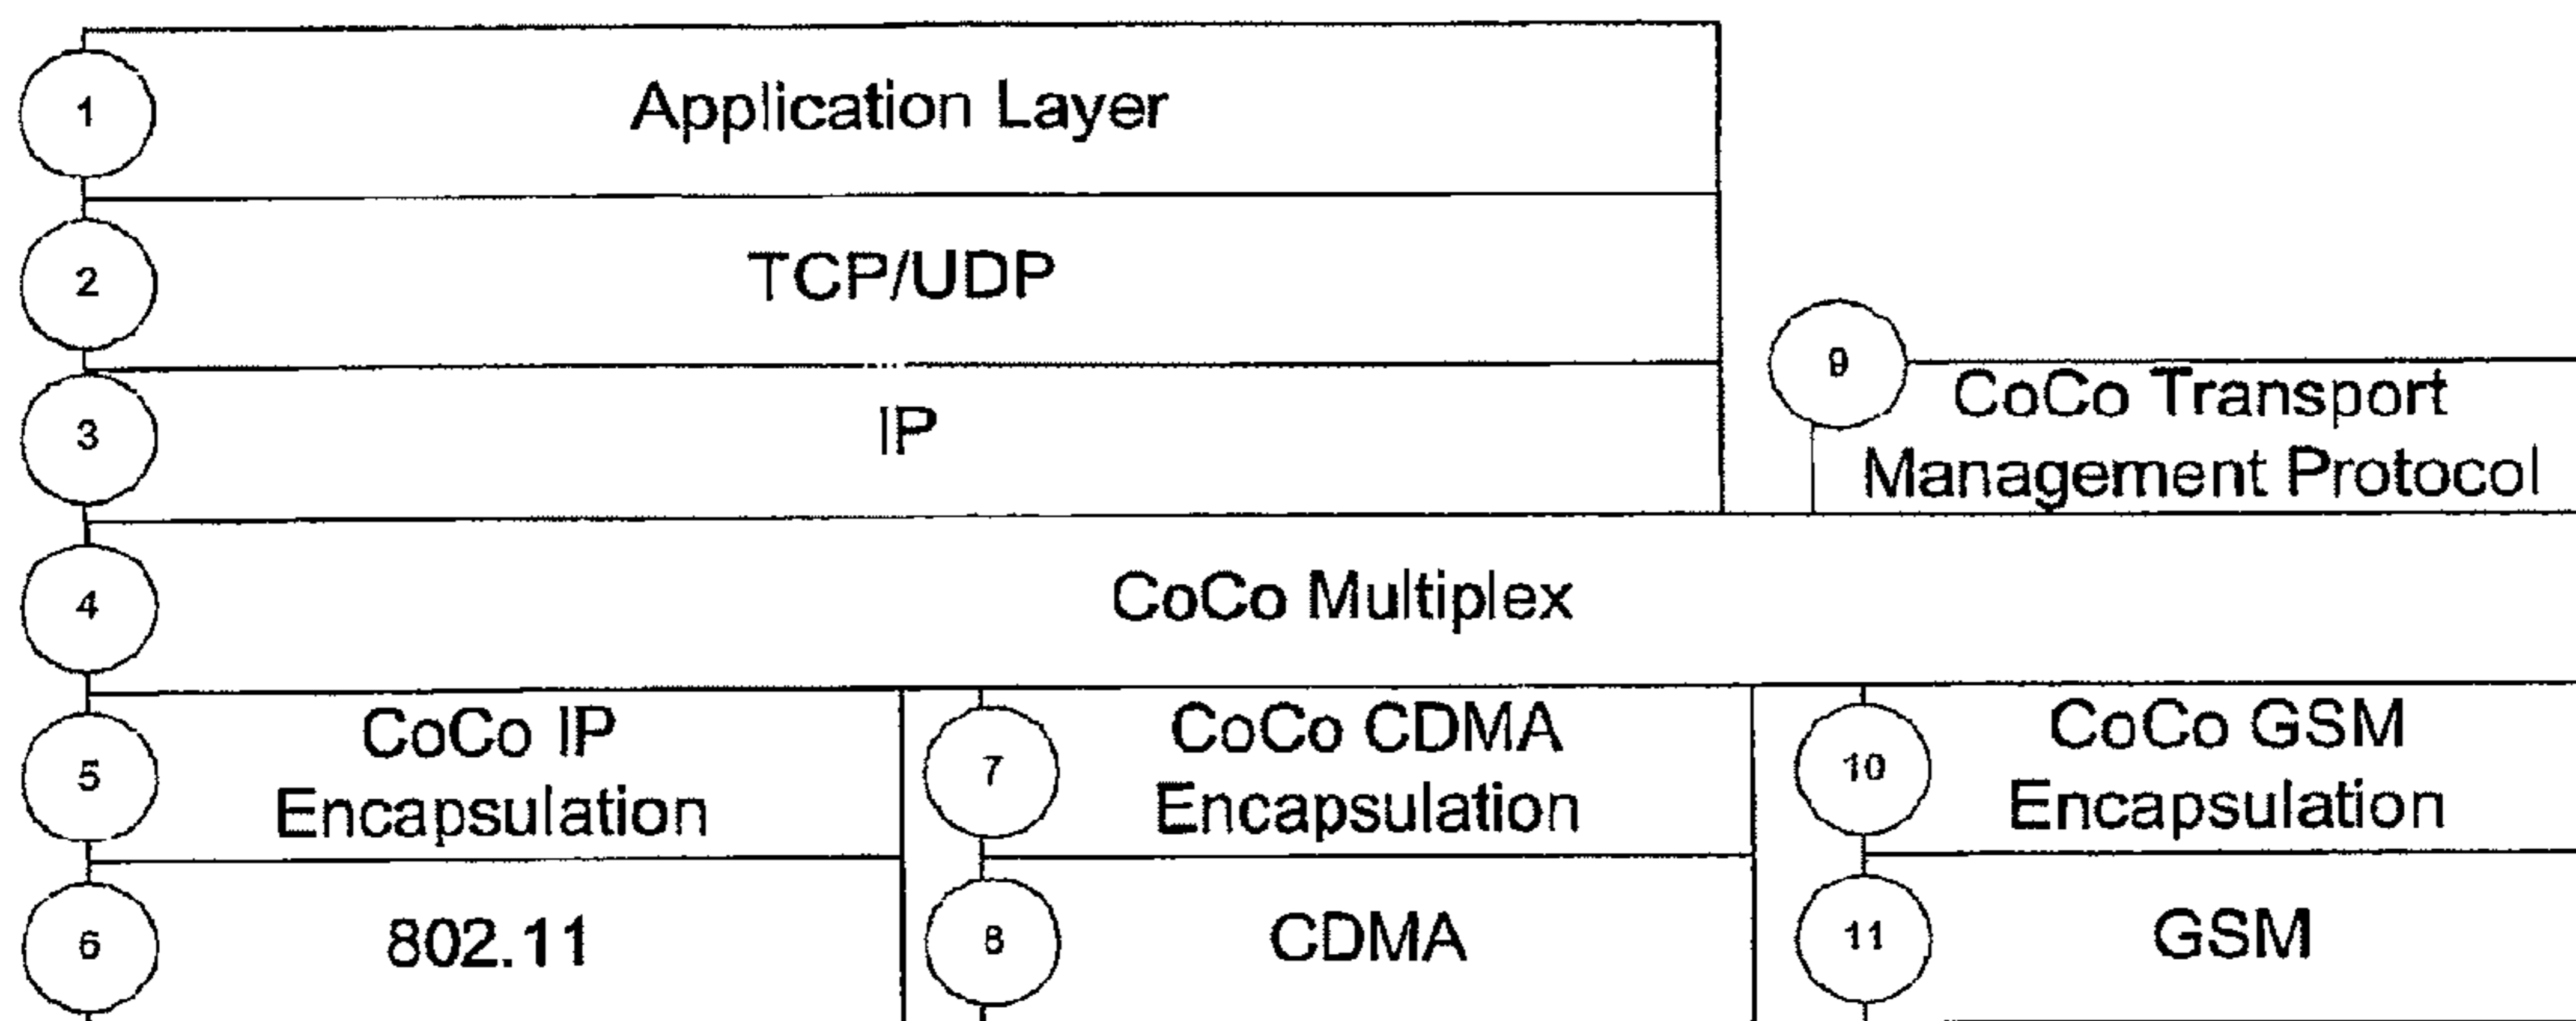 1
Application Layer
2
TCP/UDP
3
IP
9
CoCo Transport
Management Protocol
4
CoCo Multiplex
5
CoCo IP
Encapsulation
7
CoCo CDMA
Encapsulation
10
CoCo GSM
Encapsulation
6
802.11
8
CDMA
11
GSM